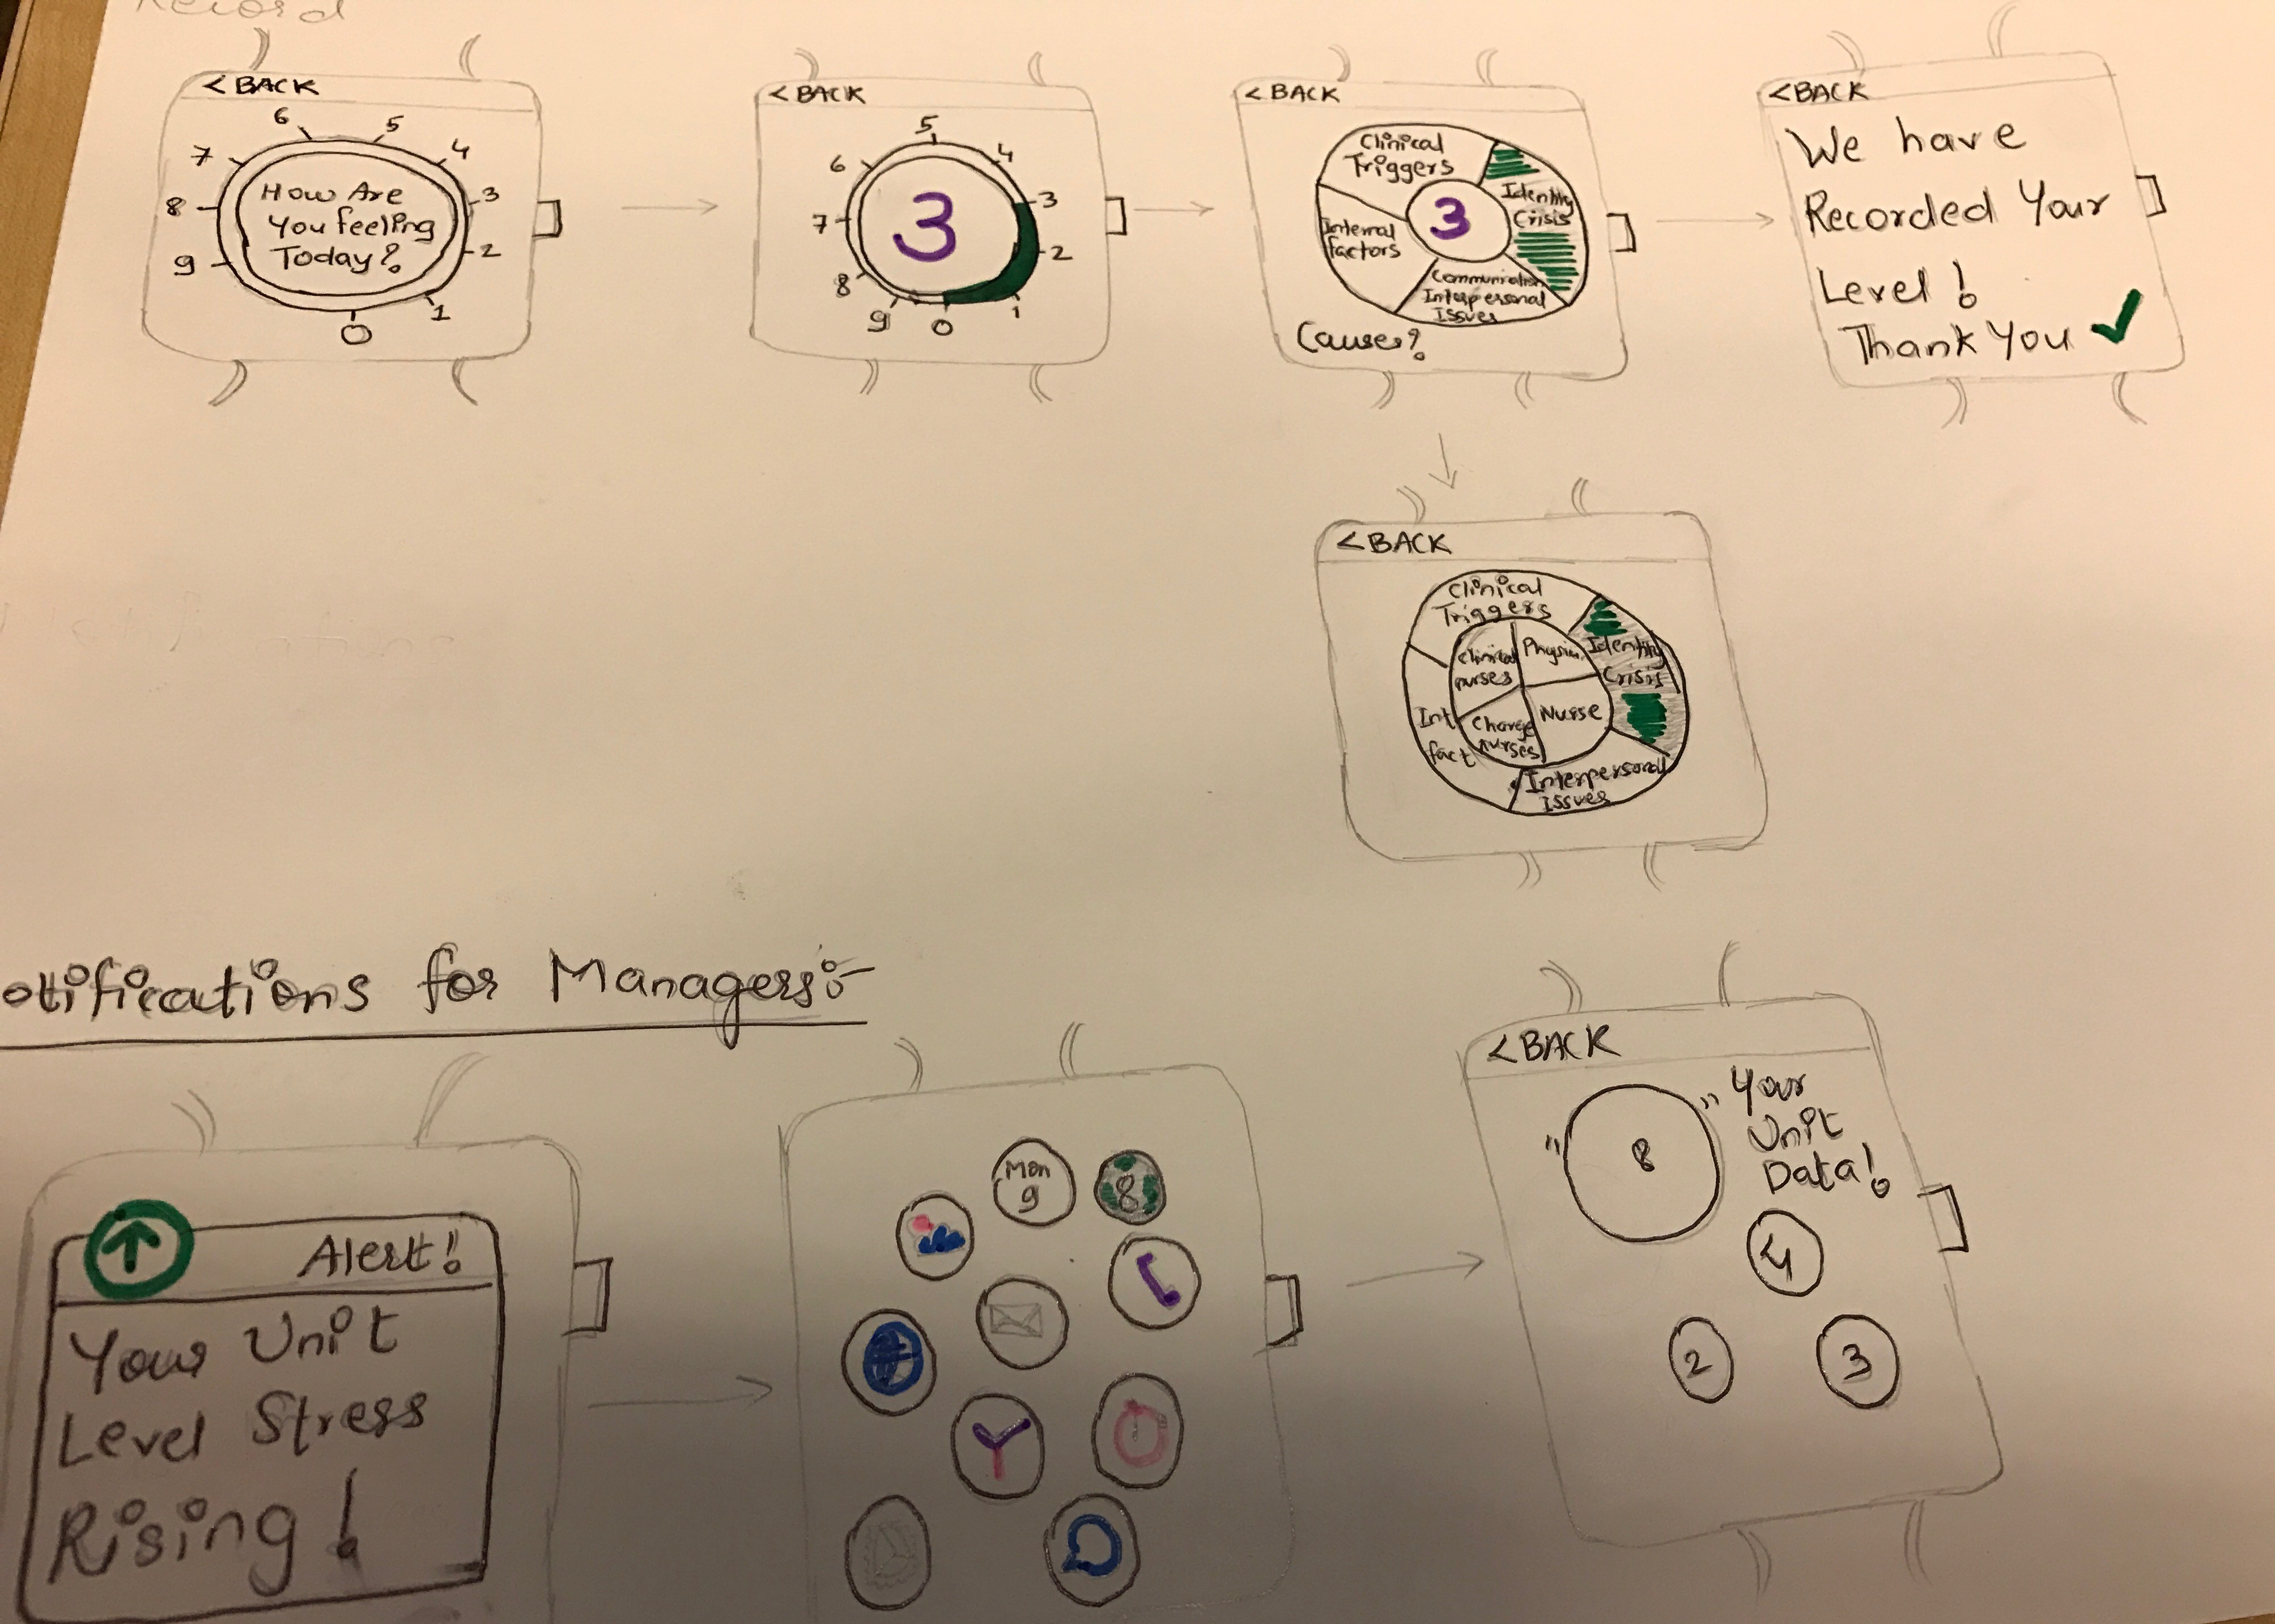 Record
<BACK
6
5
7
4
8
3
9
2
1
0
How Are
You feeling
Today?
<BACK
5
6
4
7
3
8
2
9
1
0
3
<BACK
Clinical
Triggers
Identity
Crisis
3
Internal
factors
Communication
Interpersonal
Issues
Causes?
<BACK
We have
Recorded Your
Level!
Thank You
<BACK
Clinical
Triggers
Identity
Crisis
Clinical
nurses
Nurse
Charge
nurses
Int
fact
Interpersonal
Issues
otifications for Managers:-
Alert!
Your Unit
Level Stress
Rising!
Mon
9
8
<BACK
8
Your
Unit
Data!
4
2
3